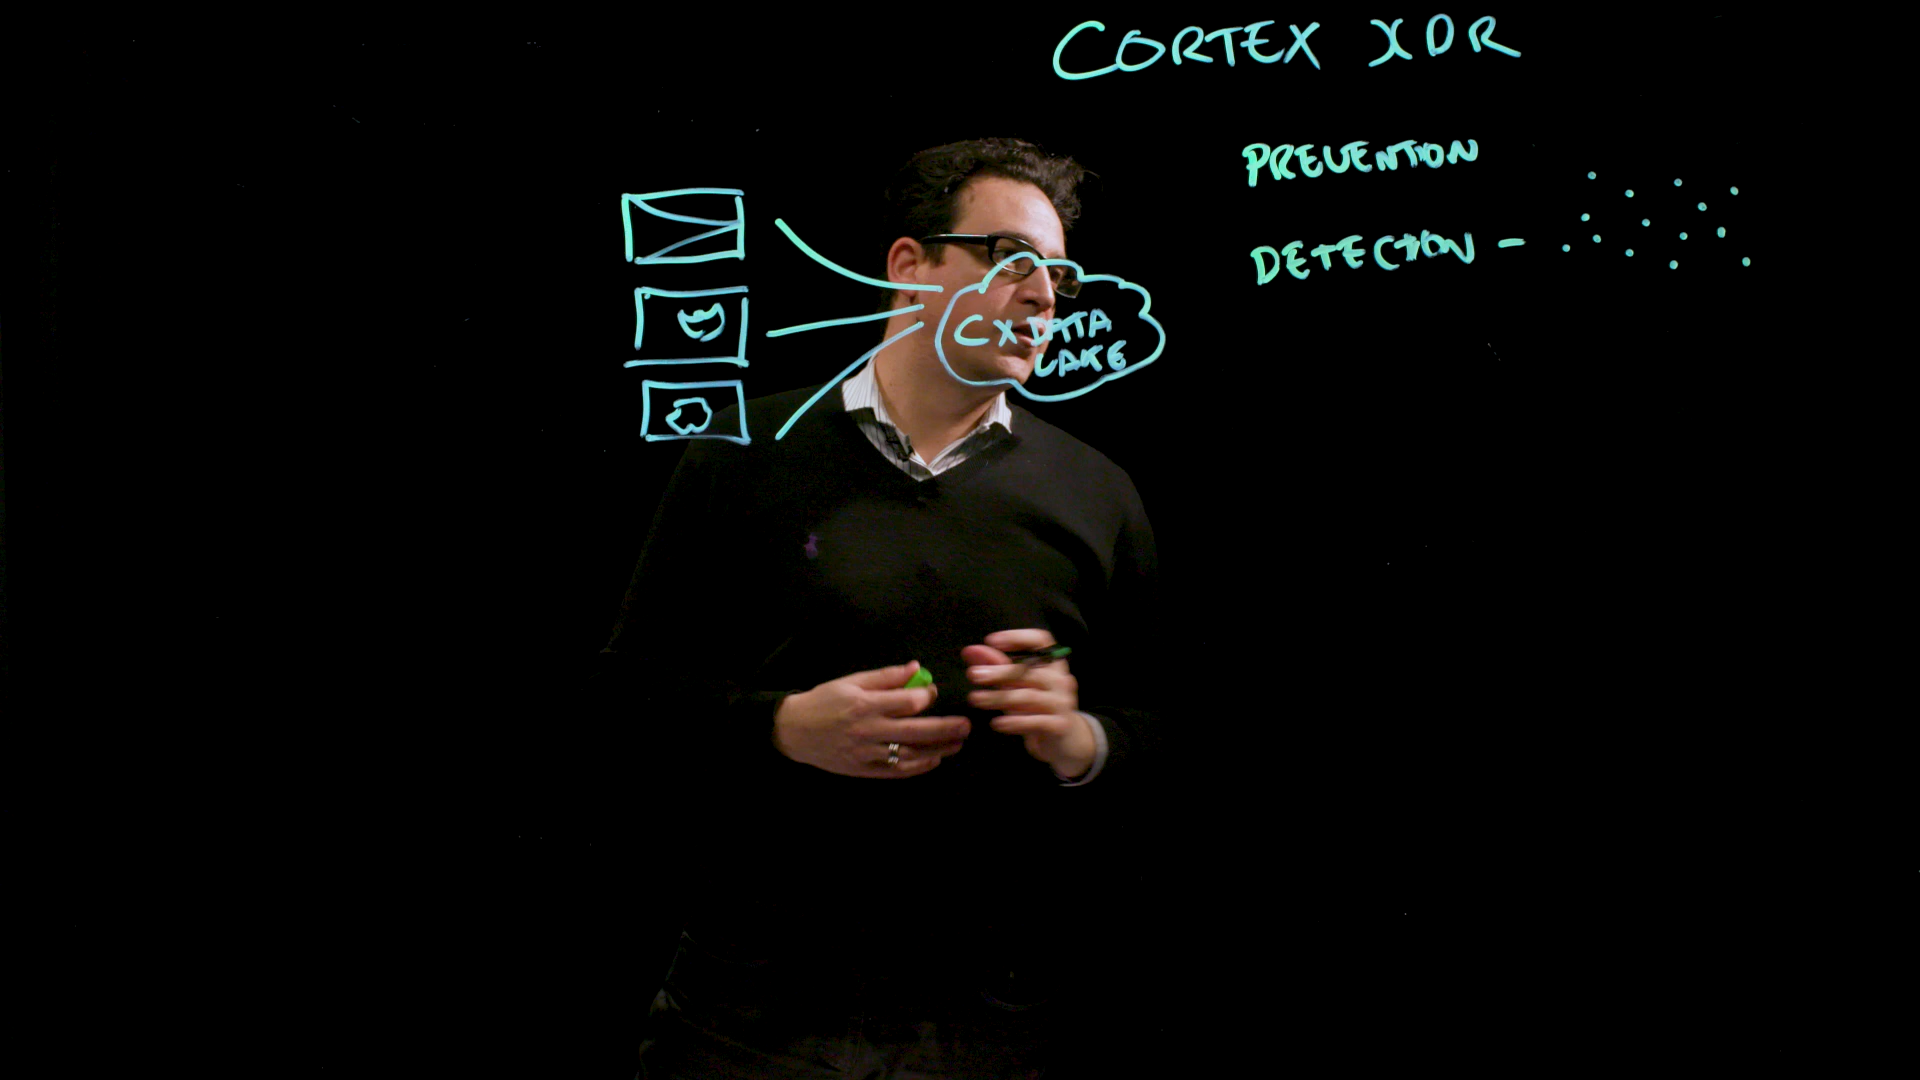 CORTEX XDR
PREVENTION
DETECTION -
CX DATA
LAKE